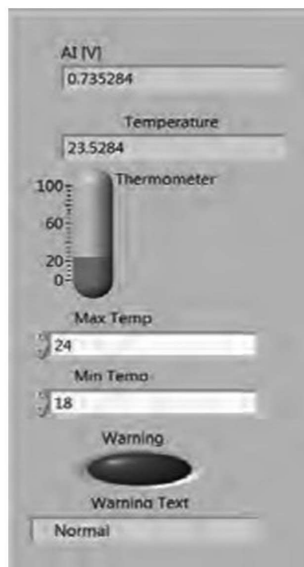 AI [V]
0.735284
Temperature
23.5284
Thermometer
100
60
20
0
Max Temp
24
Min Temp
18
Warning
Warning Text
Normal